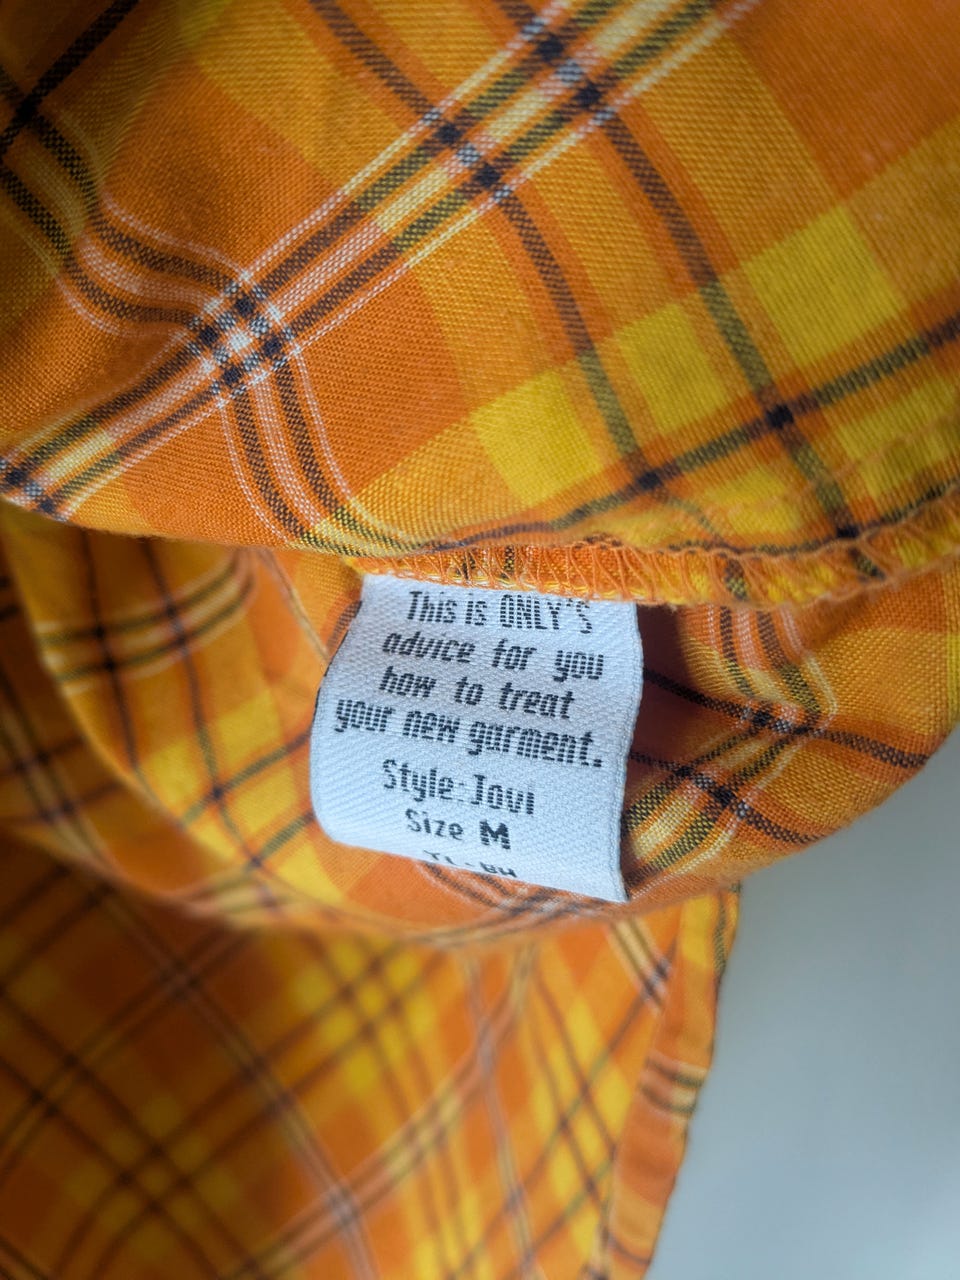 This is ONLY'S
advice for you
how to treat
your new garment.
Style:Jovi
Size M